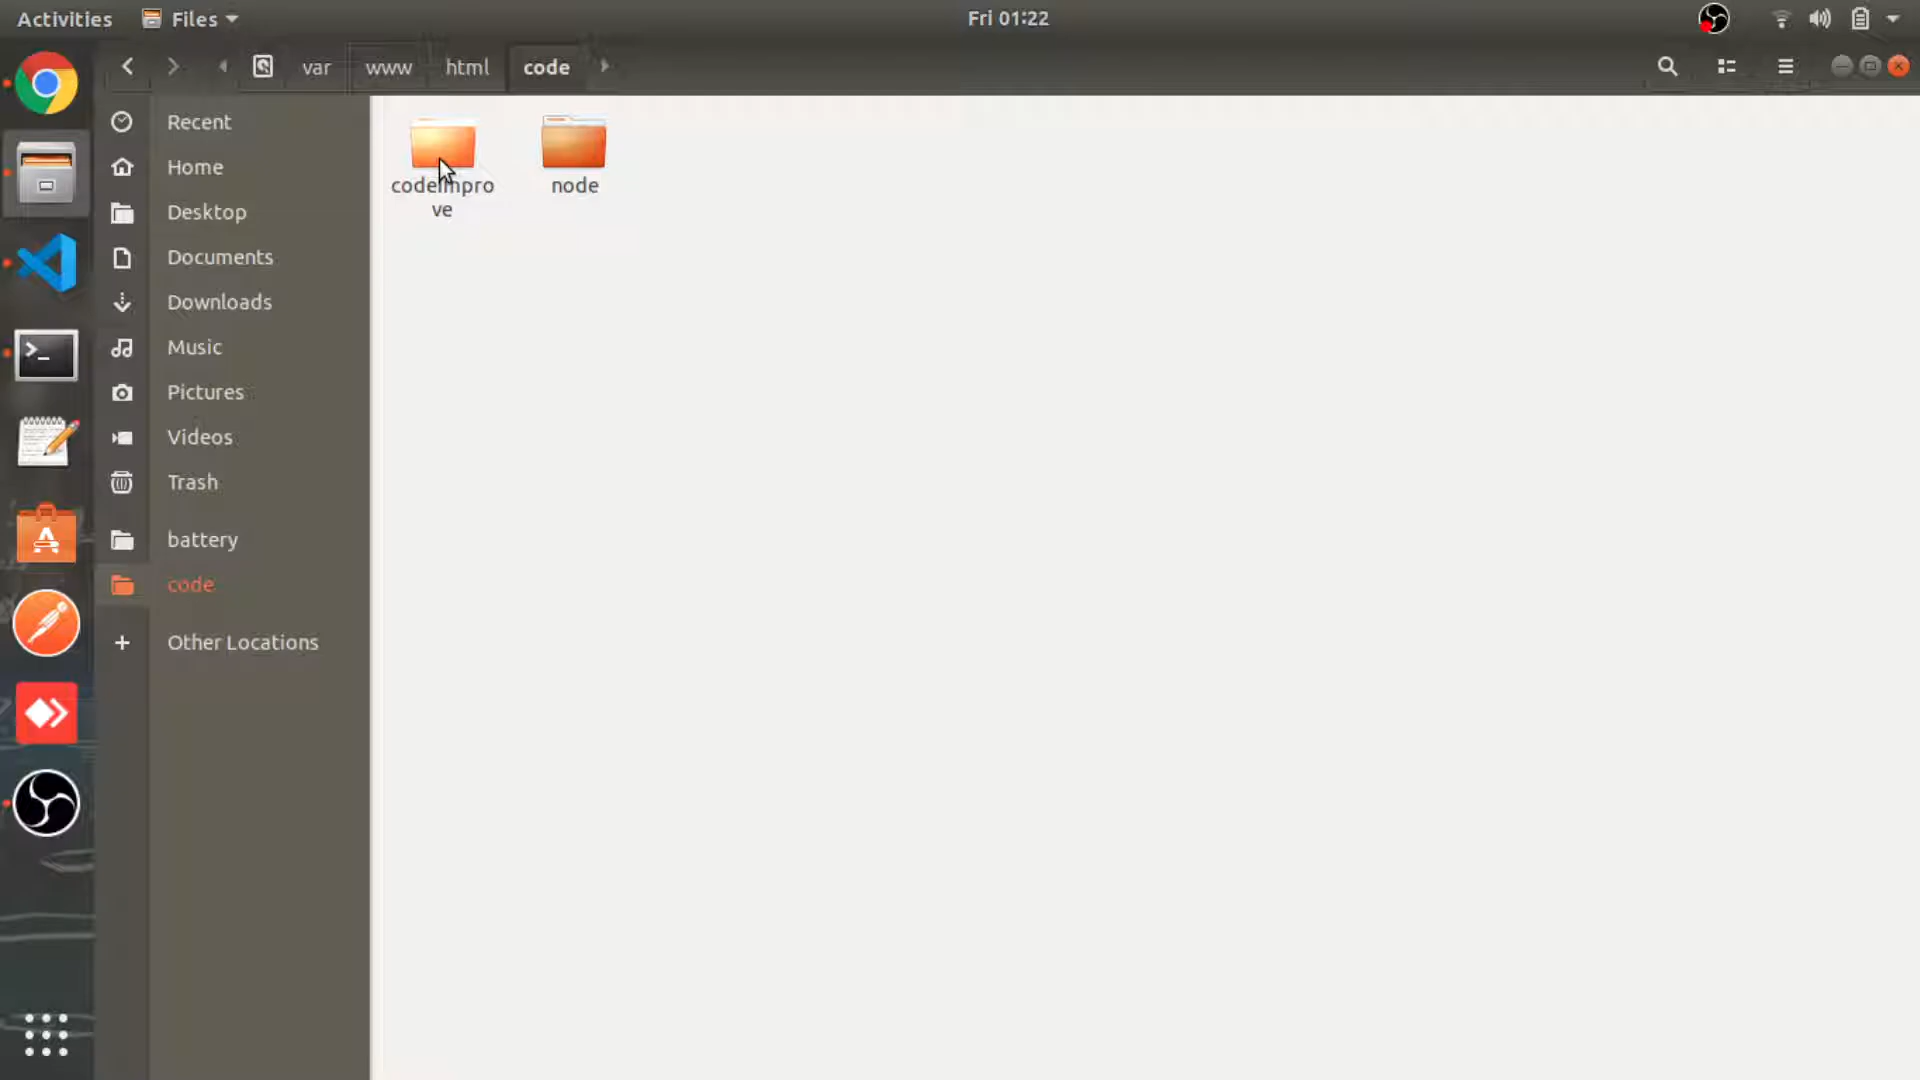 Activities Files Fri 01:22
var www html code
Recent
Home
Desktop
Documents
Downloads
Music
Pictures
Videos
Trash
battery
code
Other Locations
codeimpro
ve
node